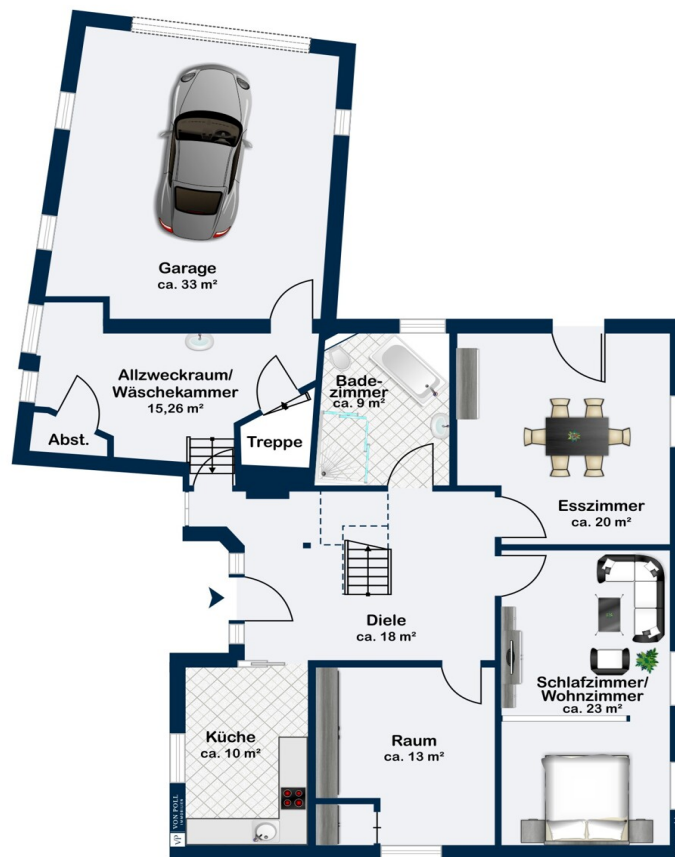 Garage
ca. 33 m²
Allzweckraum/
Wäschekammer
15,26 m²
Abst.
Treppe
Bade-
zimmer
ca. 9 m²
Esszimmer
ca. 20 m²
Diele
ca. 18 m²
Schlafzimmer/
Wohnzimmer
ca. 23 m²
Küche
ca. 10 m²
Raum
ca. 13 m²
VON POLL
IMMOBILIEN
VP